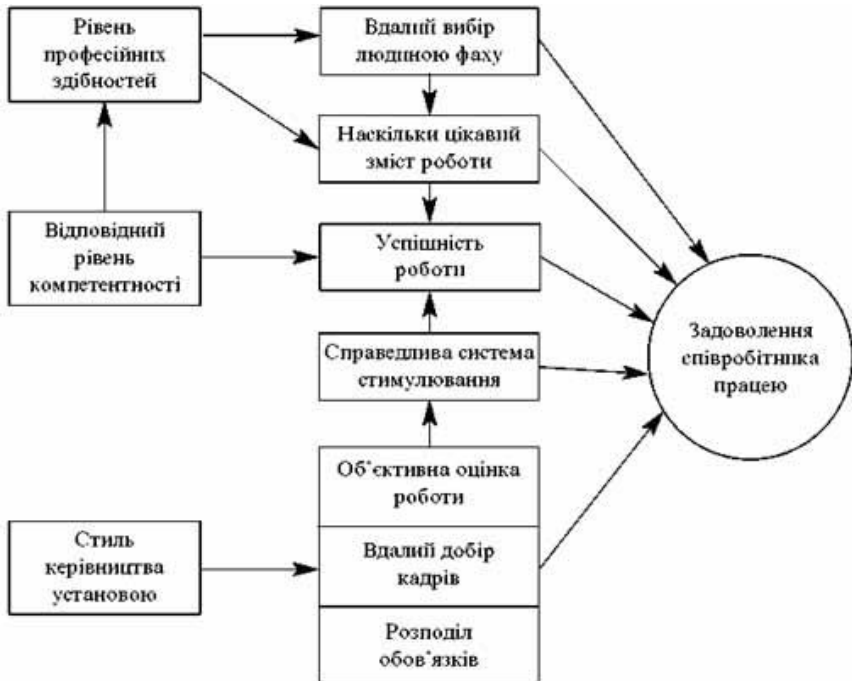 Рівень
професійних
здібностей
Вдалий вибір
людиною фаху
Наскільки цікавий
зміст роботи
Відповідний
рівень
компетентності
Успішність
роботи
Справедлива система
стимулювання
Задоволення
співробітника
працею
Об'єктивна оцінка
роботи
Стиль
керівництва
установою
Вдалий добір
кадрів
Розподіл
обов'язків